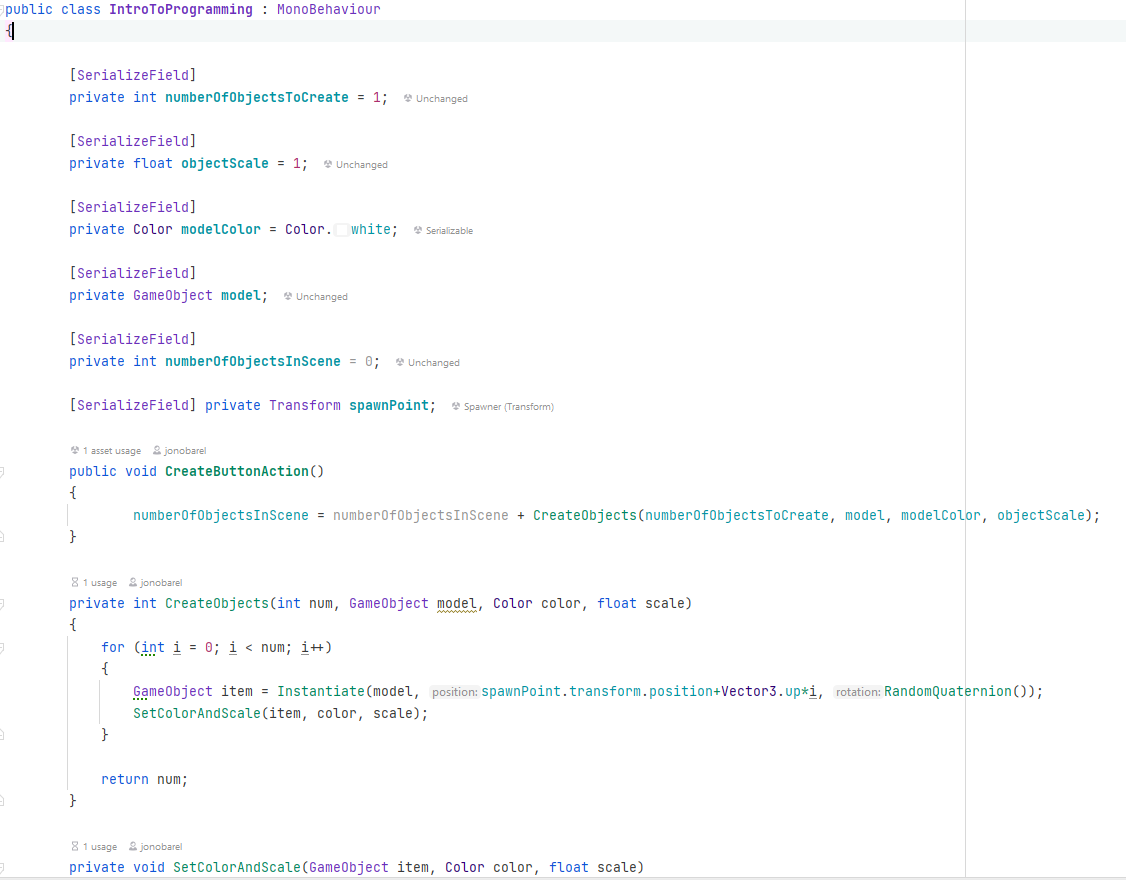 public class IntroToProgramming : MonoBehaviour
{
[SerializeField]
private int numberOfObjectsToCreate = 1; Unchanged
[SerializeField]
private float objectScale = 1; Unchanged
[SerializeField]
private Color modelColor = Color.white; Serializable
[SerializeField]
private GameObject model; Unchanged
[SerializeField]
private int numberOfObjectsInScene = 0; Unchanged
[SerializeField] private Transform spawnPoint; Spawner (Transform)
1 asset usage jonobarel
public void CreateButtonAction()
{
numberOfObjectsInScene = numberOfObjectsInScene + CreateObjects(numberOfObjectsToCreate, model, modelColor, objectScale);
}
1 usage jonobarel
private int CreateObjects(int num, GameObject model, Color color, float scale)
{
for (int i = 0; i < num; i++)
{
GameObject item = Instantiate(model, position: spawnPoint.transform.position+Vector3.up*i, rotation: RandomQuaternion());
SetColorAndScale(item, color, scale);
}
return num;
}
1 usage jonobarel
private void SetColorAndScale(GameObject item, Color color, float scale)